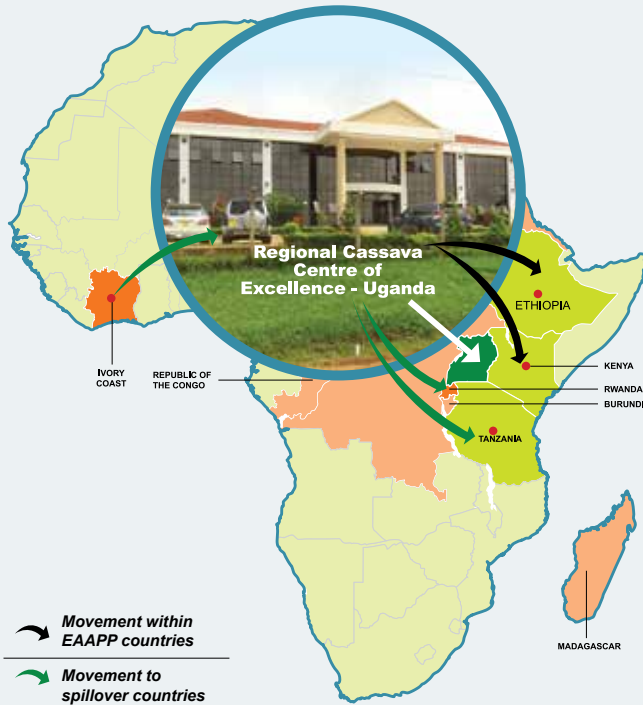 Regional Cassava
Centre of
Excellence - Uganda
ETHIOPIA
IVORY
COAST
REPUBLIC OF
THE CONGO
KENYA
RWANDA
BURUNDI
TANZANIA
MADAGASCAR
Movement within
EAAPP countries
Movement to
spillover countries